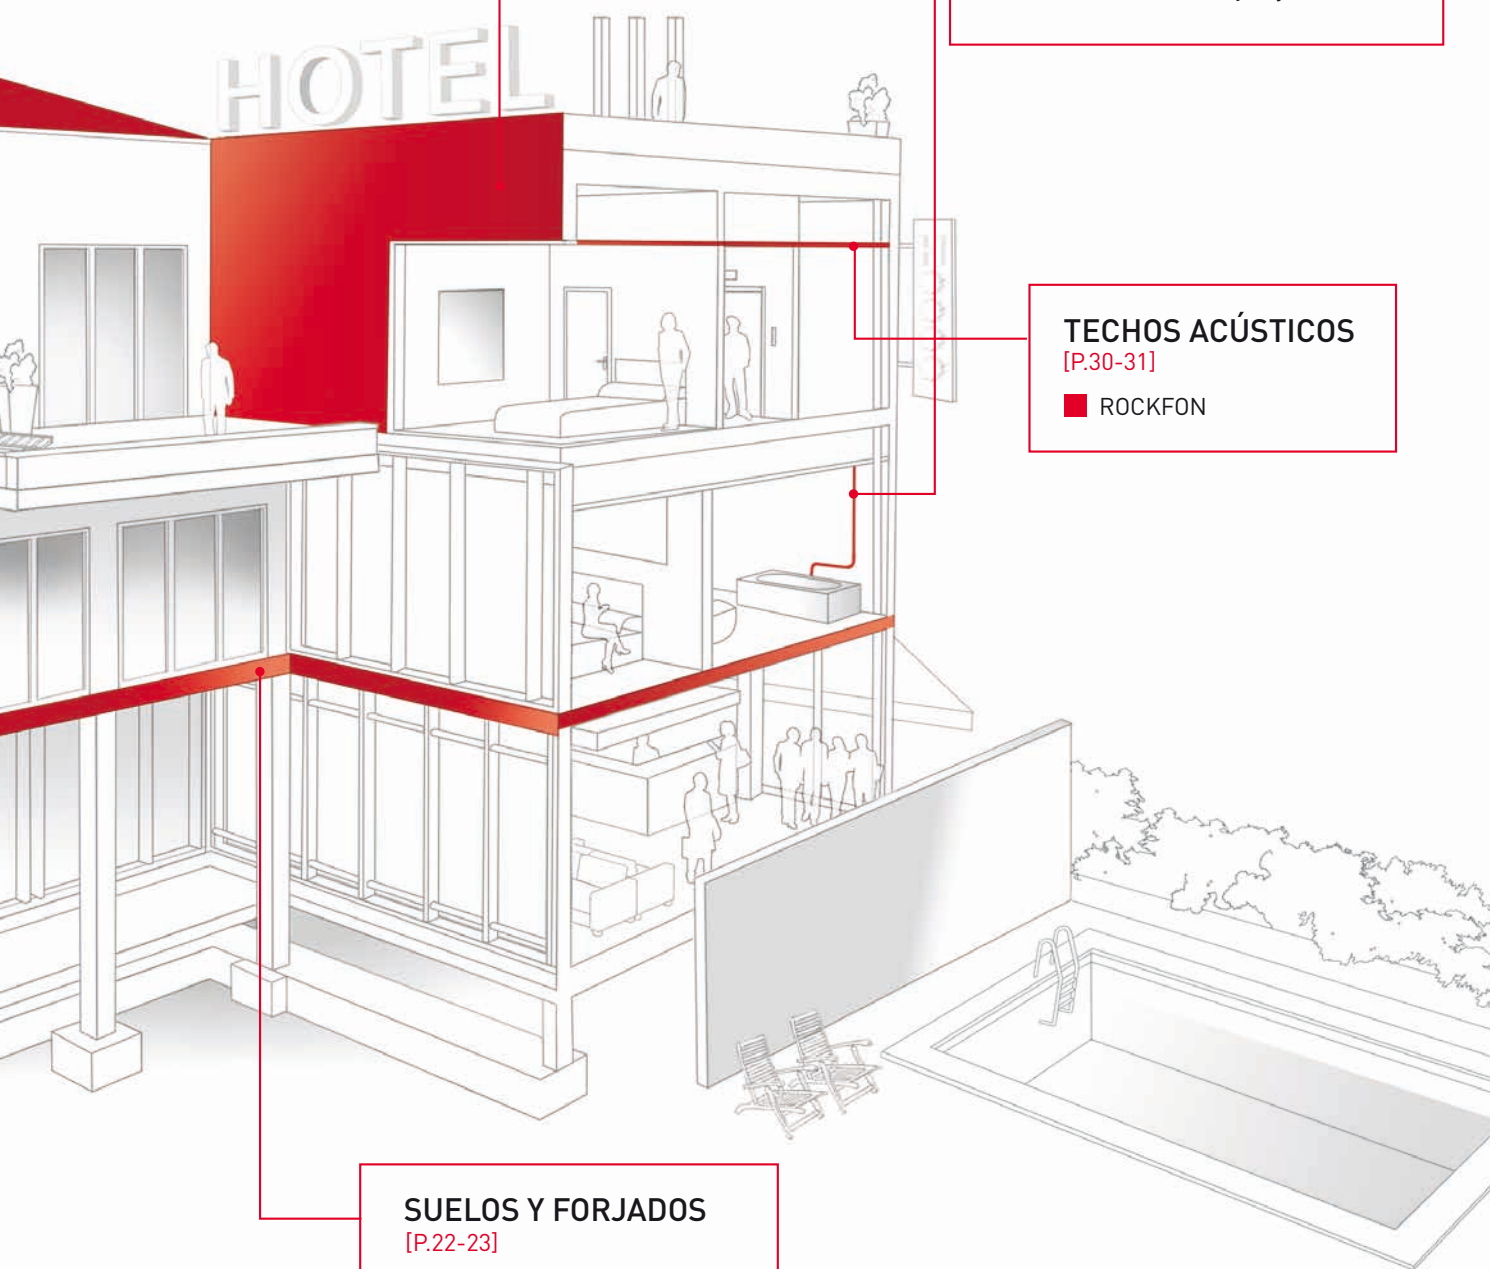 HOTEL
TECHOS ACÚSTICOS
[P.30-31]
ROCKFON
SUELOS Y FORJADOS
[P.22-23]